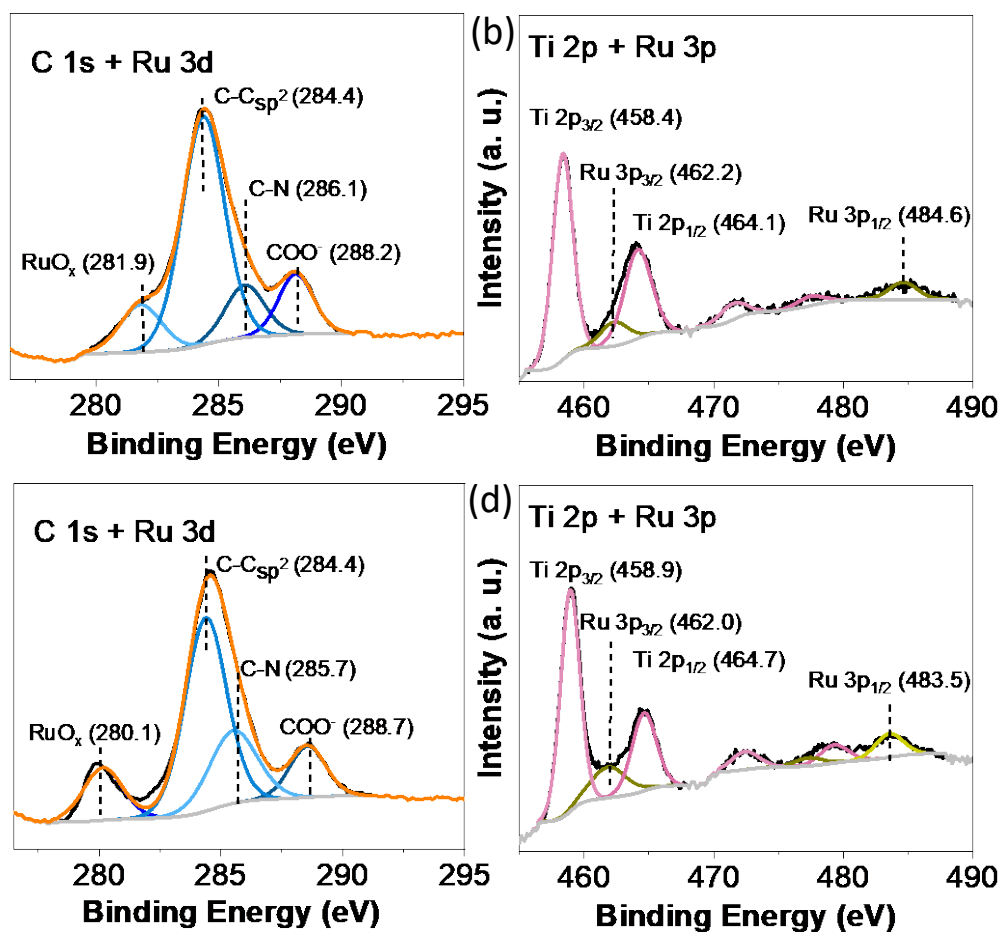 C 1s + Ru 3d
C-C_sp² (284.4)
C-N (286.1)
COO⁻ (288.2)
RuOₓ (281.9)
280 285 290 295
Binding Energy (eV)
(b)
Ti 2p + Ru 3p
Ti 2p₃/₂ (458.4)
Ru 3p₃/₂ (462.2)
Ti 2p₁/₂ (464.1)
Ru 3p₁/₂ (484.6)
Intensity (a. u.)
460 470 480 490
Binding Energy (eV)
C 1s + Ru 3d
C-C_sp² (284.4)
C-N (285.7)
COO⁻ (288.7)
RuOₓ (280.1)
280 285 290 295
Binding Energy (eV)
(d)
Ti 2p + Ru 3p
Ti 2p₃/₂ (458.9)
Ru 3p₃/₂ (462.0)
Ti 2p₁/₂ (464.7)
Ru 3p₁/₂ (483.5)
Intensity (a. u.)
460 470 480 490
Binding Energy (eV)